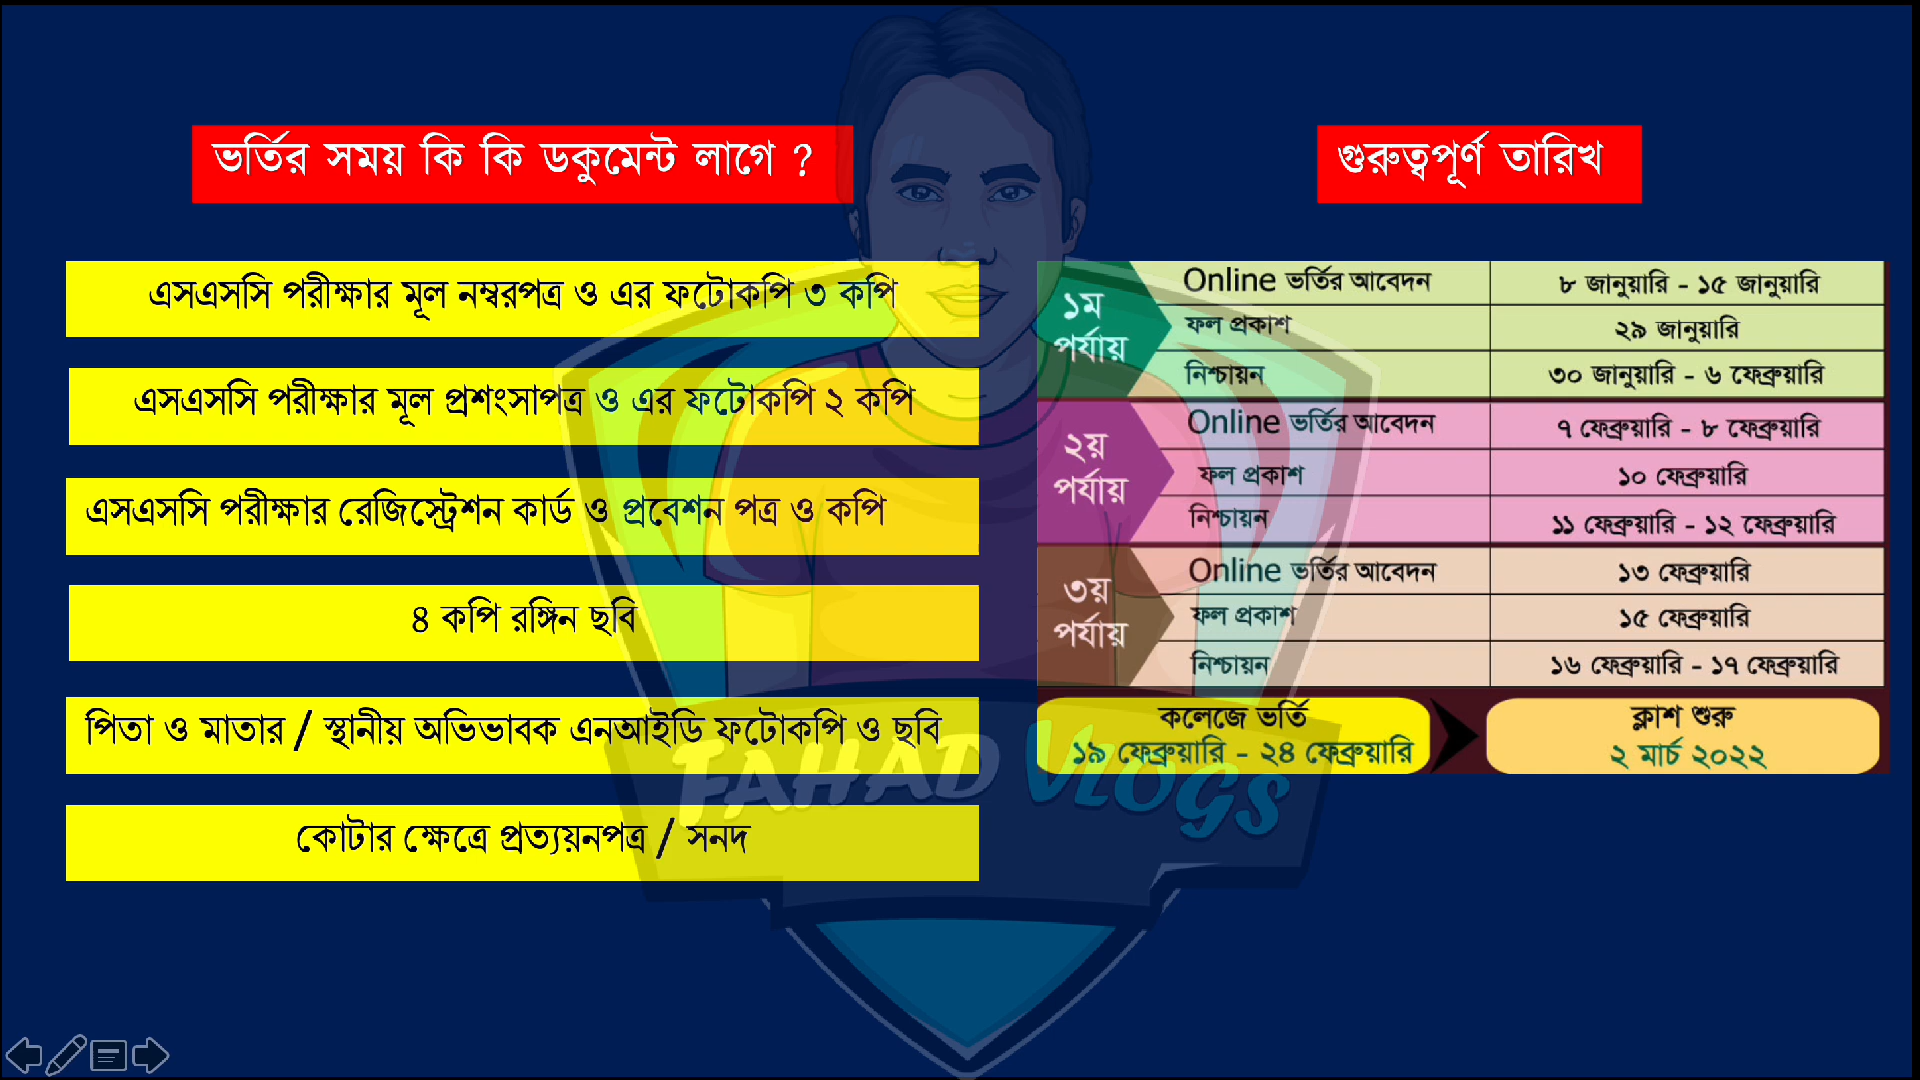 ভর্তির সময় কি কি ডকুমেন্ট লাগে ?
এসএসসি পরীক্ষার মূল নম্বরপত্র ও এর ফটোকপি ৩ কপি
এসএসসি পরীক্ষার মূল প্রশংসাপত্র ও এর ফটোকপি ২ কপি
এসএসসি পরীক্ষার রেজিস্ট্রেশন কার্ড ও প্রবেশন পত্র ও কপি
৪ কপি রঙ্গিন ছবি
পিতা ও মাতার / স্থানীয় অভিভাবক এনআইডি ফটোকপি ও ছবি
কোটার ক্ষেত্রে প্রত্যয়নপত্র / সনদ
গুরুত্বপূর্ণ তারিখ
১ম
পর্যায়
Online ভর্তির আবেদন ৮ জানুয়ারি - ১৫ জানুয়ারি
ফল প্রকাশ ২৯ জানুয়ারি
নিশ্চায়ন ৩০ জানুয়ারি - ৬ ফেব্রুয়ারি
২য়
পর্যায়
Online ভর্তির আবেদন ৭ ফেব্রুয়ারি - ৮ ফেব্রুয়ারি
ফল প্রকাশ ১০ ফেব্রুয়ারি
নিশ্চায়ন ১১ ফেব্রুয়ারি - ১২ ফেব্রুয়ারি
৩য়
পর্যায়
Online ভর্তির আবেদন ১৩ ফেব্রুয়ারি
ফল প্রকাশ ১৫ ফেব্রুয়ারি
নিশ্চায়ন ১৬ ফেব্রুয়ারি - ১৭ ফেব্রুয়ারি
কলেজে ভর্তি
১৯ ফেব্রুয়ারি - ২৪ ফেব্রুয়ারি
ক্লাশ শুরু
২ মার্চ ২০২২
FAHAD VLOGS